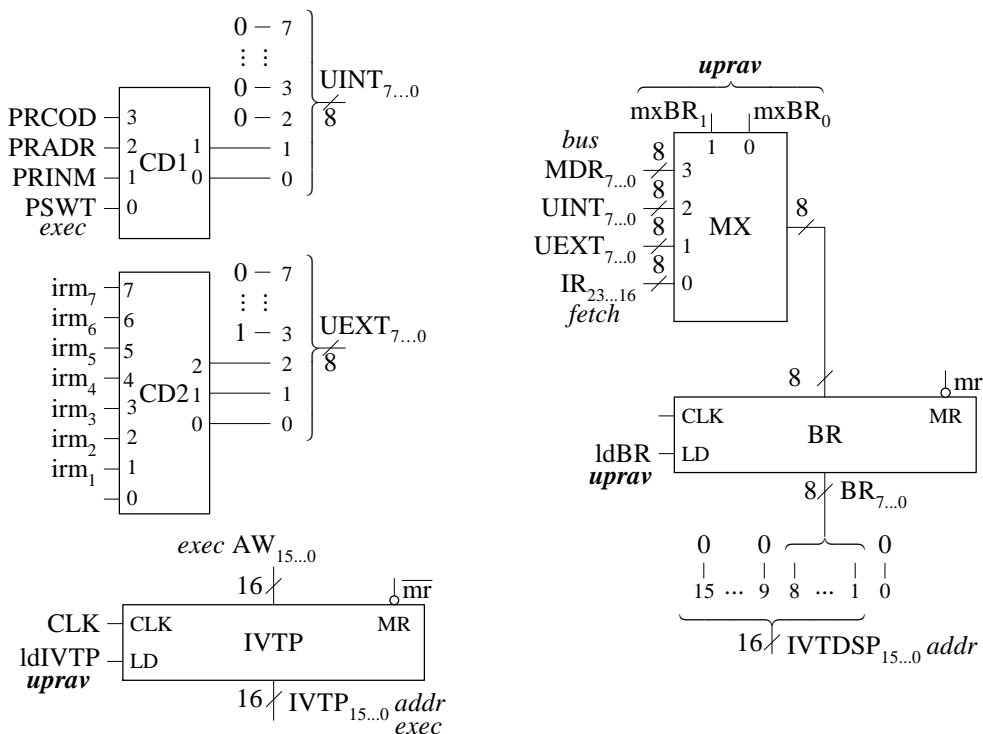 0 – 7
⋮ ⋮
0 – 3
0 – 2
1
0
UINT7...0
8
PRCOD 3
PRADR 2 1
CD1
PRINM 1 0
PSWT 0
exec
0 – 7
⋮ ⋮
1 – 3
2
1
0
UEXT7...0
8
irm7 7
irm6 6
irm5 5
irm4 4 2
CD2
irm3 3 1
irm2 2 0
irm1 1
0
exec AW15...0
16
mr
CLK CLK IVTP MR
ldIVTP LD
uprav
16 IVTP15...0 addr
exec
uprav
mxBR1 mxBR0
1 0
bus
8
MDR7...0 3
8
UINT7...0 2
MX
8
8
UEXT7...0 1
8
IR23...16 0
fetch
8
mr
CLK BR MR
ldBR LD
uprav
8 BR7...0
0 0 0
15 ... 9 8 ... 1 0
16 IVTDSP15...0 addr